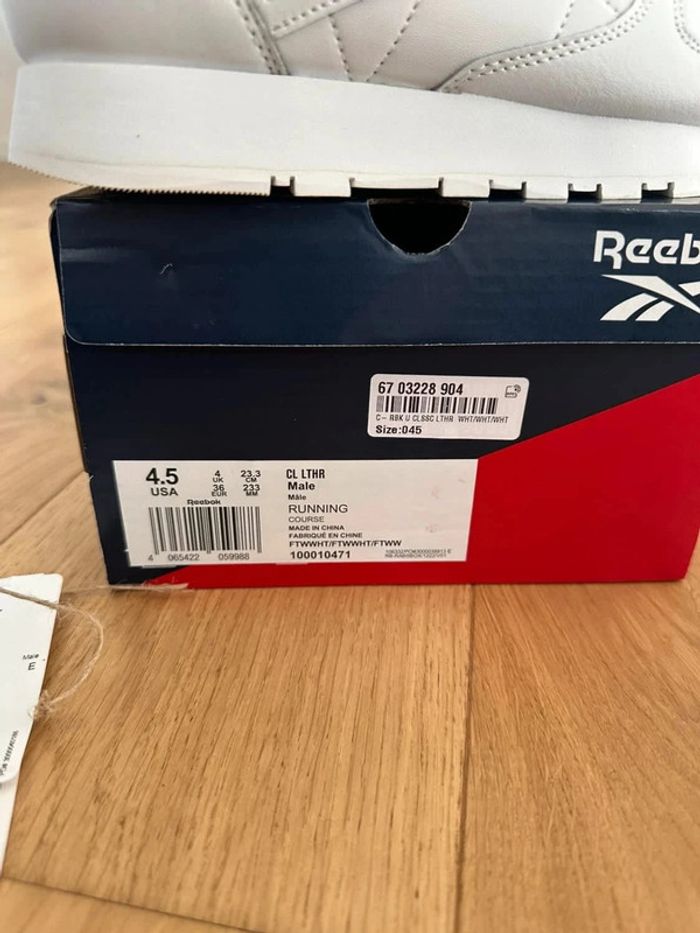 Reeb
67 03228 904
C- RBK U CLSSC LTHR WHT/WHT/WHT
Size:045
4.5
USA
4
UK
36
EUR
23.3
CM
233
MM
CL LTHR
Male
Mâle
RUNNING
COURSE
MADE IN CHINA
FABRIQUÉ EN CHINE
FTWWHT/FTWWHT/FTWW
100010471
Reebok
4 065422 059988
Male
E